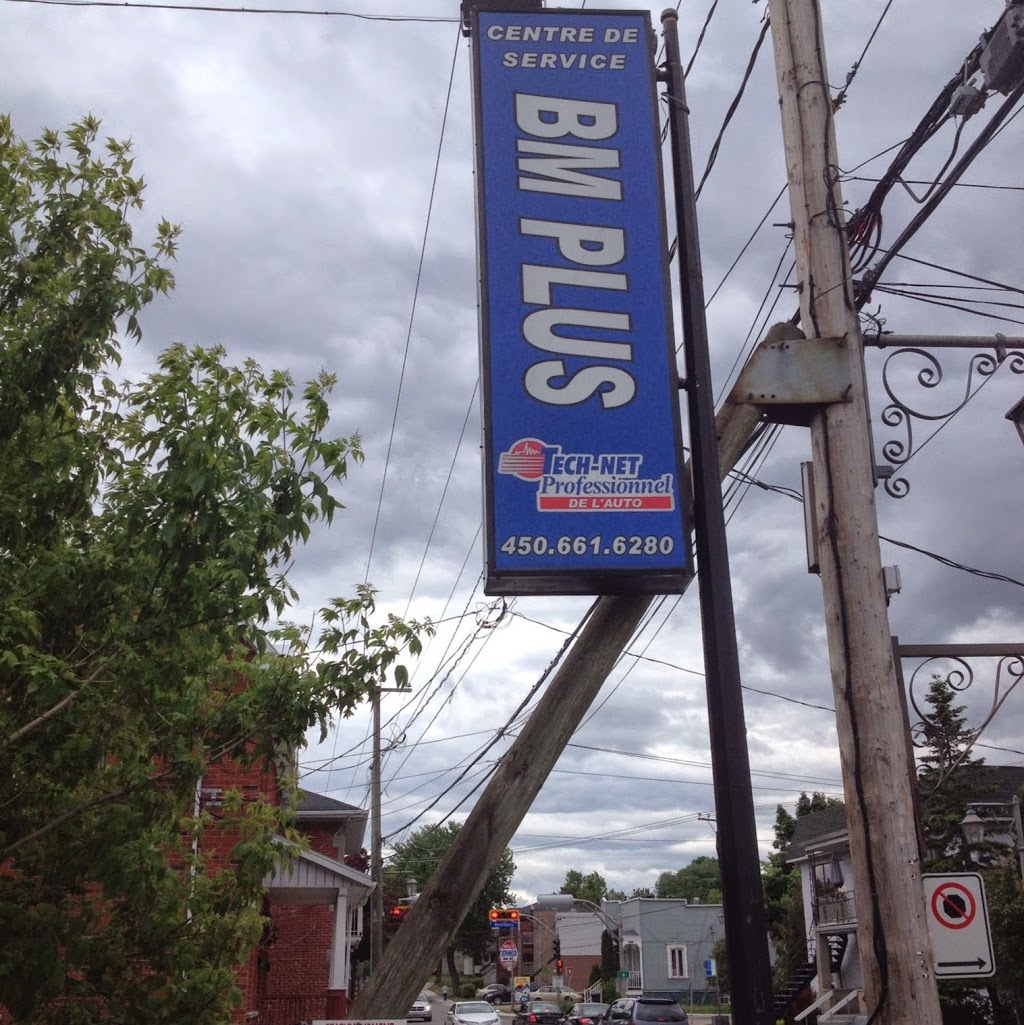 CENTRE DE
SERVICE
BM PLUS
TECH-NET
Professionnel
DE L'AUTO
450.661.6280